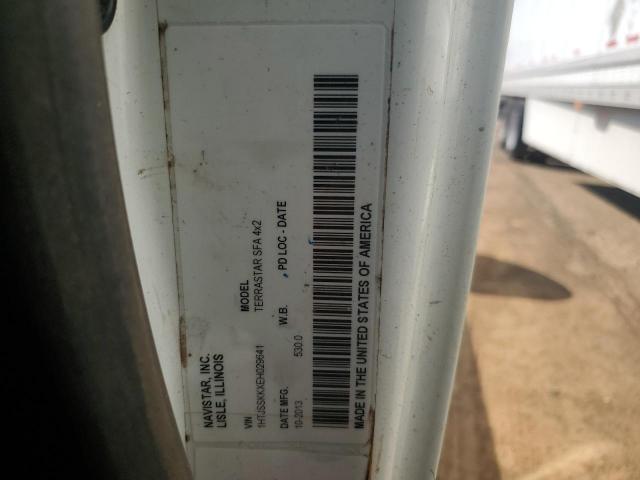 NAVISTAR, INC.
LISLE, ILLINOIS
VIN MODEL
1HTJSSKKXEH029641 TERRASTAR SFA 4x2
DATE MFG. W.B. PD LOC - DATE
10-2013 530.0
MADE IN THE UNITED STATES OF AMERICA